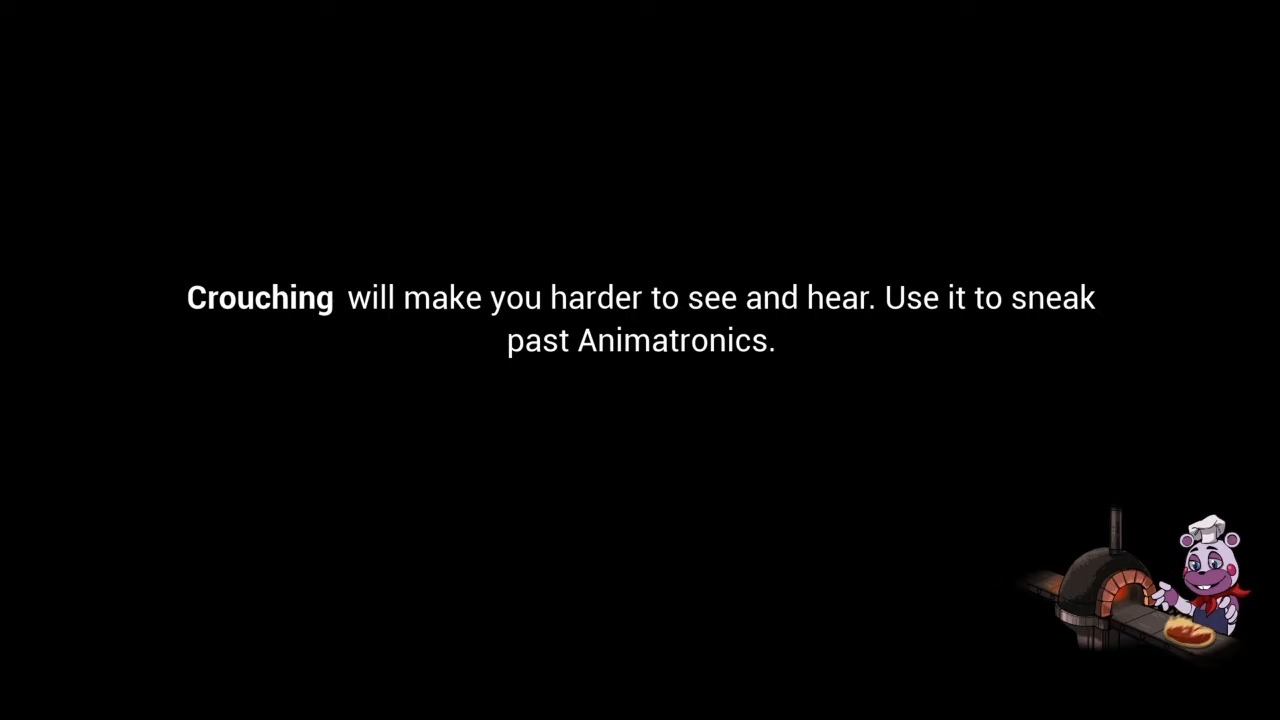 Crouching will make you harder to see and hear. Use it to sneak
past Animatronics.